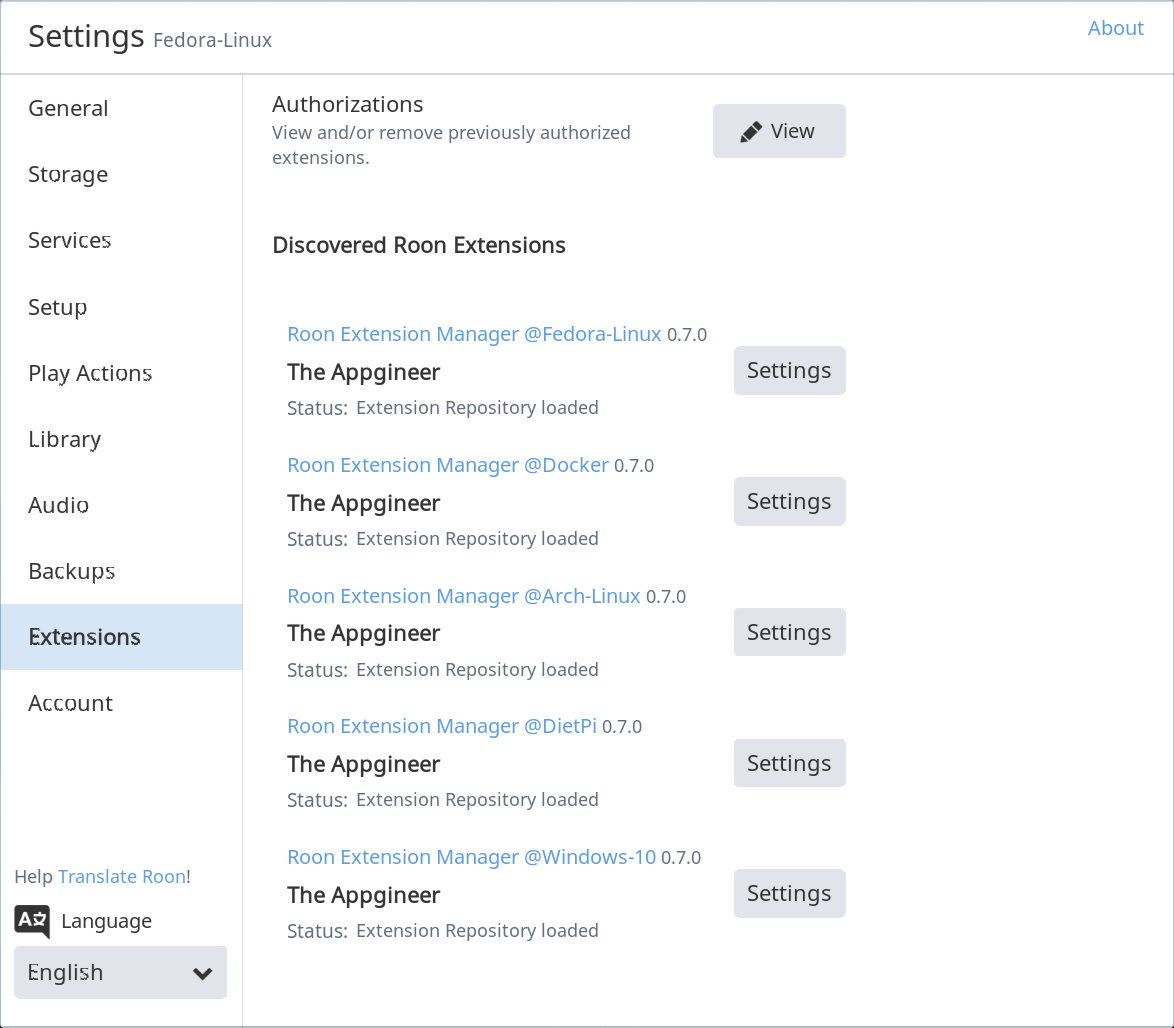 Settings Fedora-Linux
About
General
Storage
Services
Setup
Play Actions
Library
Audio
Backups
Extensions
Account
Help Translate Roon!
Language
English
Authorizations
View and/or remove previously authorized
extensions.
View
Discovered Roon Extensions
Roon Extension Manager @Fedora-Linux 0.7.0
The Appgineer
Status: Extension Repository loaded
Settings
Roon Extension Manager @Docker 0.7.0
The Appgineer
Status: Extension Repository loaded
Settings
Roon Extension Manager @Arch-Linux 0.7.0
The Appgineer
Status: Extension Repository loaded
Settings
Roon Extension Manager @DietPi 0.7.0
The Appgineer
Status: Extension Repository loaded
Settings
Roon Extension Manager @Windows-10 0.7.0
The Appgineer
Status: Extension Repository loaded
Settings